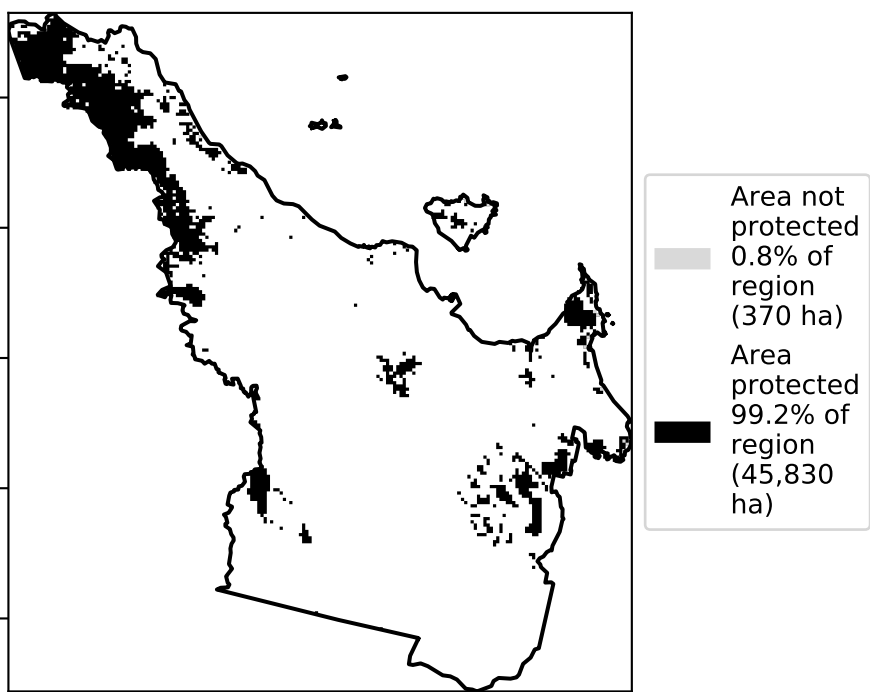 Area not
protected
0.8% of
region
(370 ha)
Area
protected
99.2% of
region
(45,830
ha)